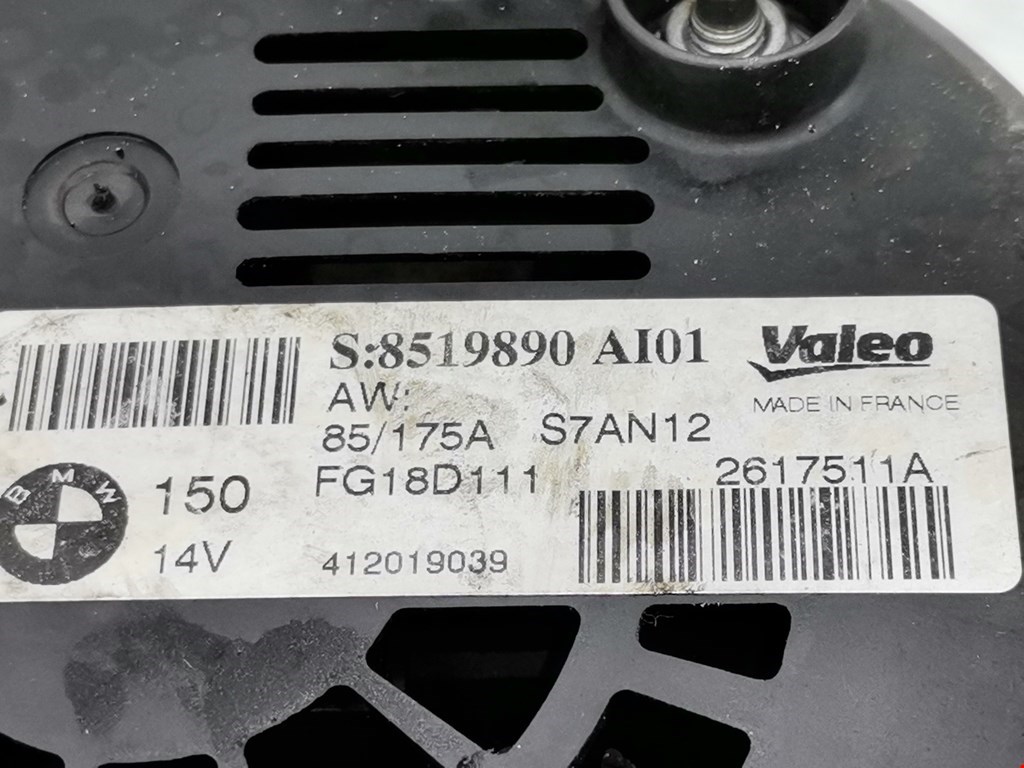 S:8519890 AI01
Valeo
AW:
MADE IN FRANCE
85/175A S7AN12
FG18D111
2617511A
BMW
150
14V
412019039